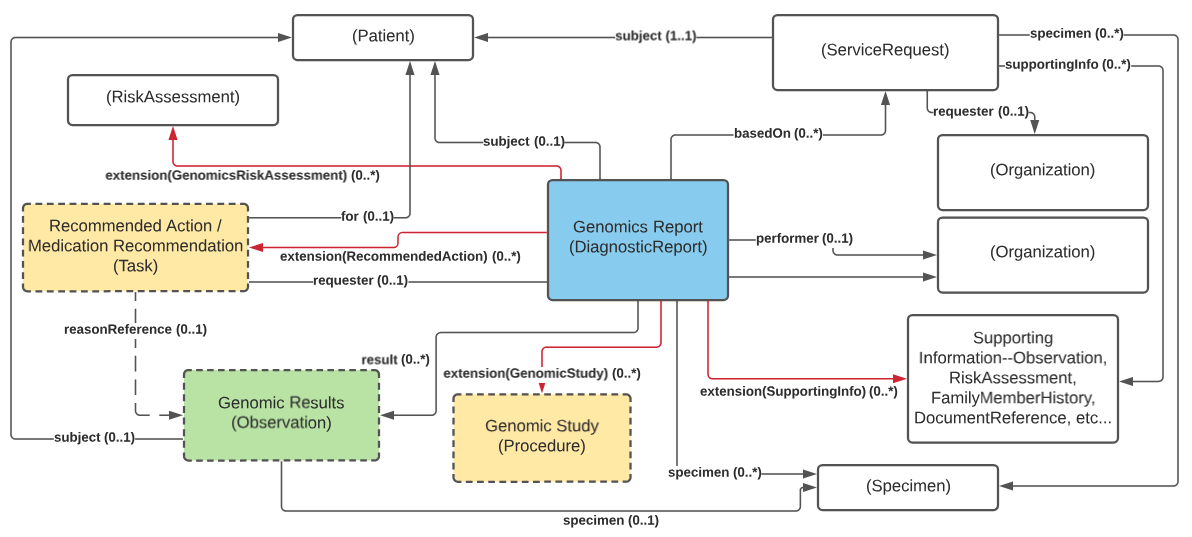 (Patient)
subject (1..1)
(ServiceRequest)
specimen (0..*)
supportingInfo (0..*)
(RiskAssessment)
requester (0..1)
basedOn (0..*)
subject (0..1)
extension(GenomicsRiskAssessment) (0..*)
(Organization)
for (0..1)
Recommended Action /
Medication Recommendation
(Task)
Genomics Report
(DiagnosticReport)
performer (0..1)
(Organization)
extension(RecommendedAction) (0..*)
requester (0..1)
reasonReference (0..1)
result (0..*)
extension(GenomicStudy) (0..*)
extension(SupportingInfo) (0..*)
Supporting
Information--Observation,
RiskAssessment,
FamilyMemberHistory,
DocumentReference, etc...
Genomic Results
(Observation)
Genomic Study
(Procedure)
subject (0..1)
specimen (0..*)
(Specimen)
specimen (0..1)